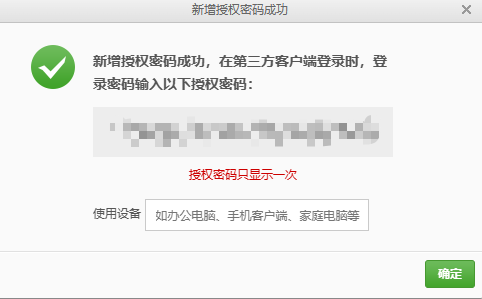 新增授权密码成功
新增授权密码成功，在第三方客户端登录时，登
录密码输入以下授权密码：
授权密码只显示一次
使用设备 如办公电脑、手机客户端、家庭电脑等
确定